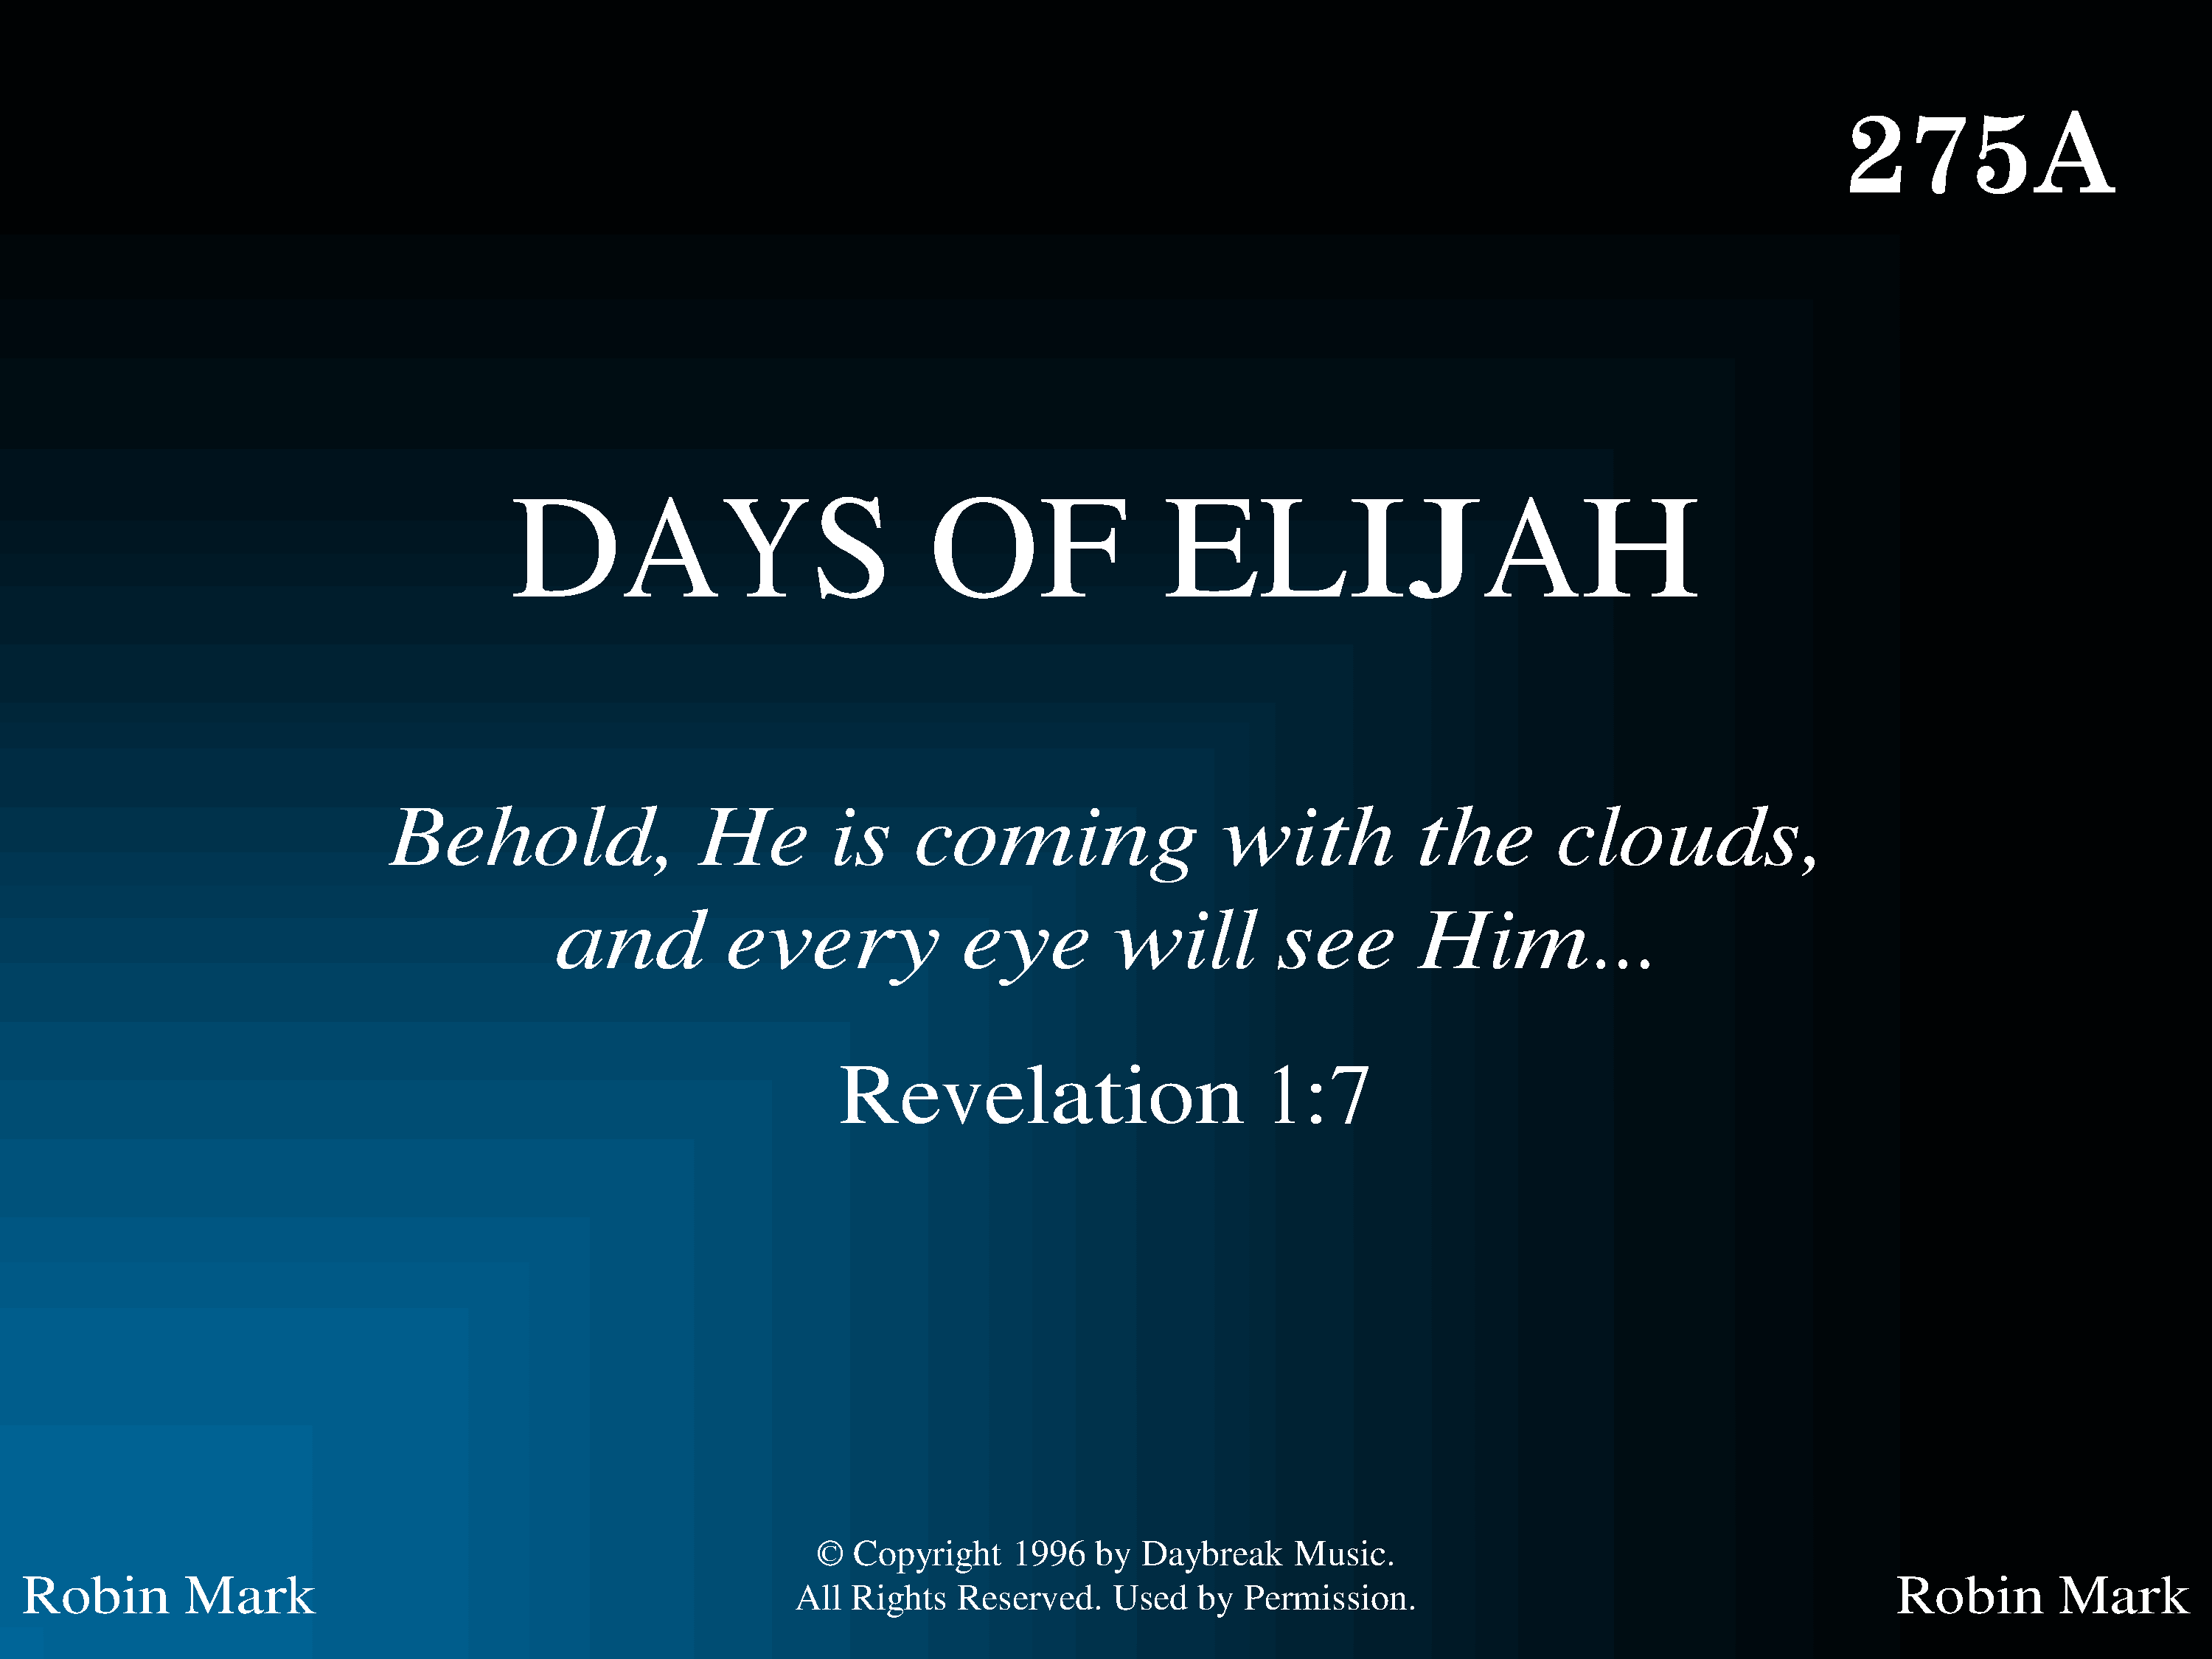 275A
DAYS OF ELIJAH
Behold, He is coming with the clouds,
and every eye will see Him...
Revelation 1:7
© Copyright 1996 by Daybreak Music.
All Rights Reserved. Used by Permission.
Robin Mark
Robin Mark